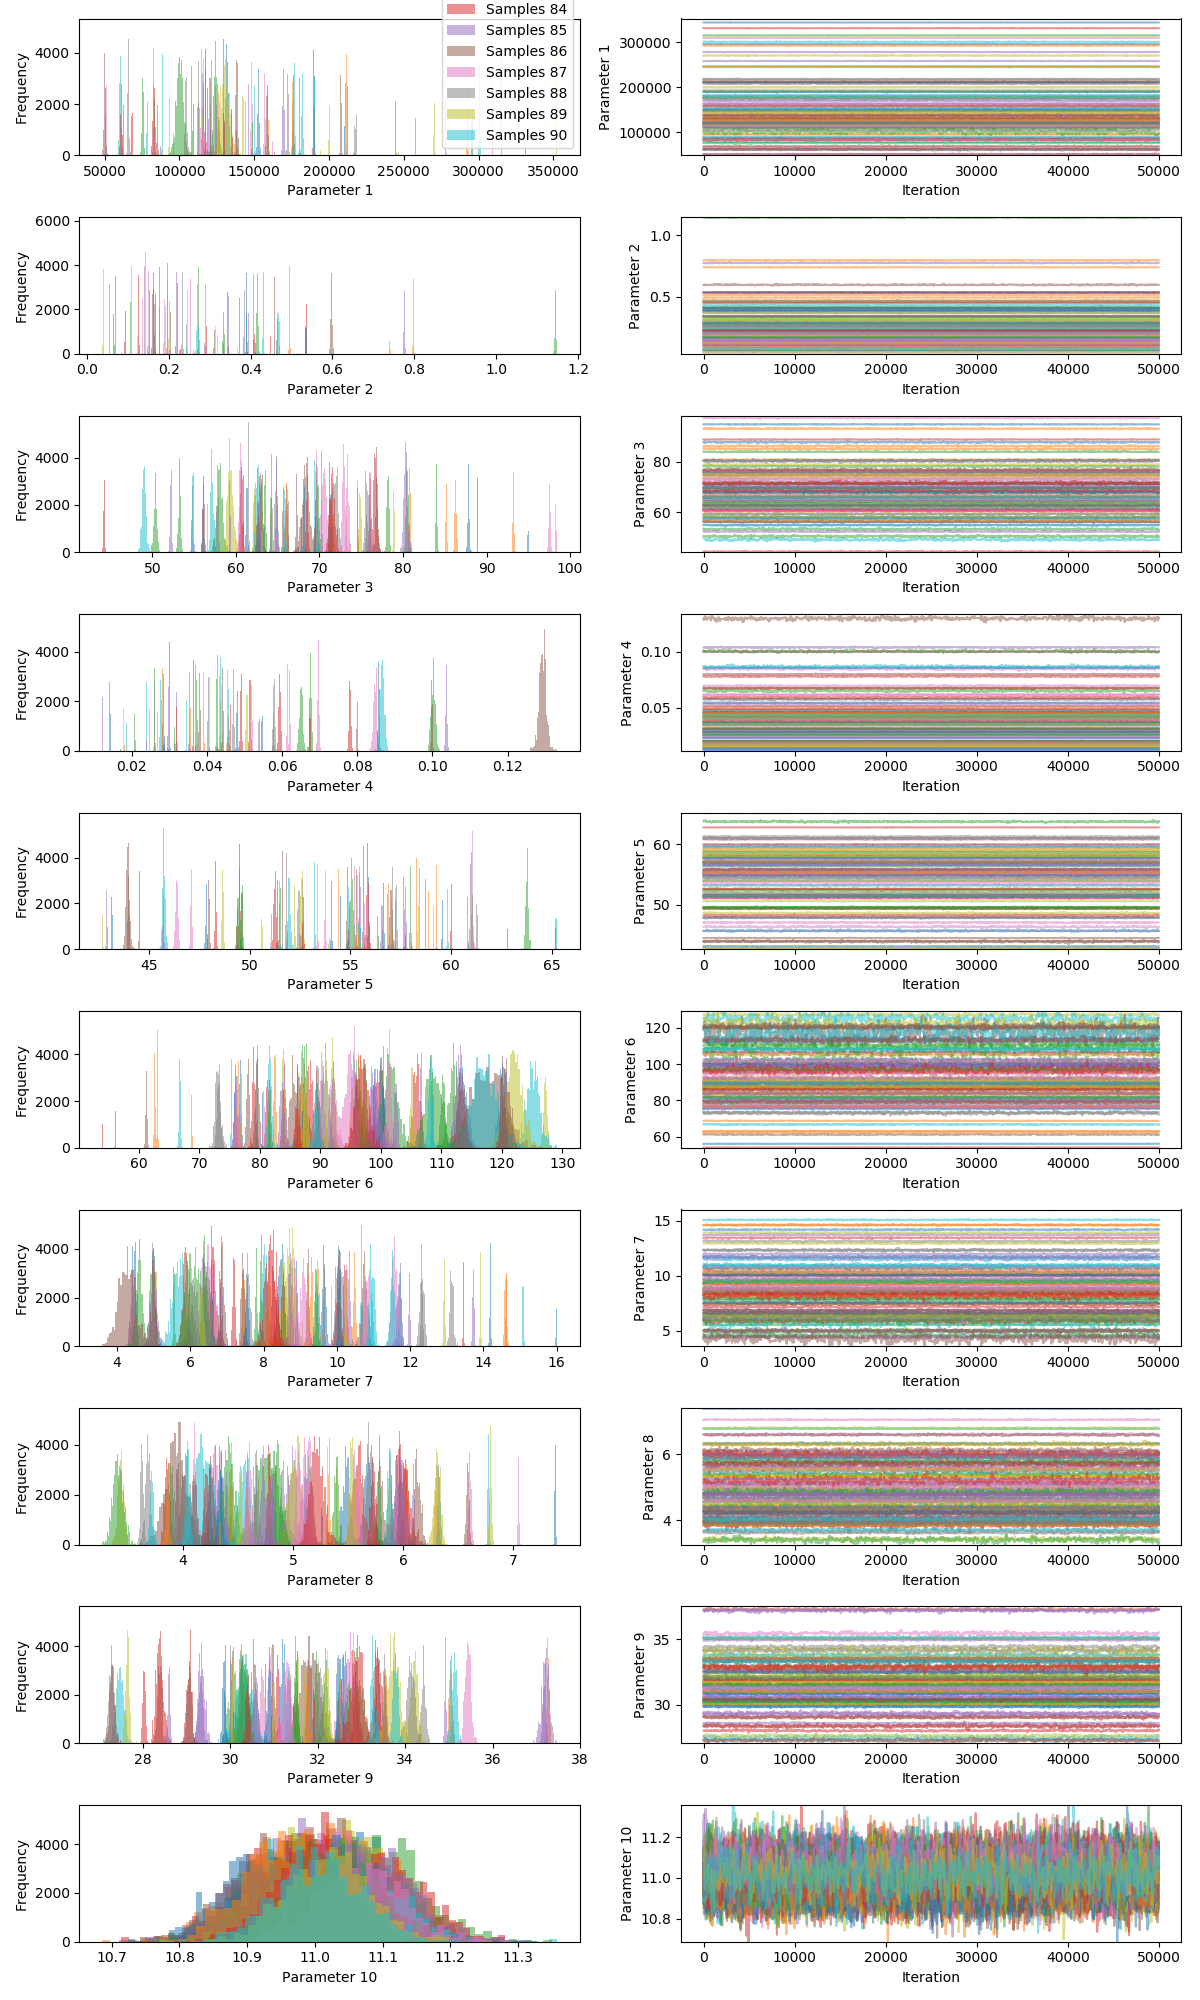 Samples 84
Samples 85
Samples 86
Samples 87
Samples 88
Samples 89
Samples 90
Frequency
4000
2000
0
50000 100000 150000 200000 250000 300000 350000
Parameter 1
Parameter 1
300000
200000
100000
0 10000 20000 30000 40000 50000
Iteration
Frequency
6000
4000
2000
0
0.0 0.2 0.4 0.6 0.8 1.0 1.2
Parameter 2
Parameter 2
1.0
0.5
0 10000 20000 30000 40000 50000
Iteration
Frequency
4000
2000
0
50 60 70 80 90 100
Parameter 3
Parameter 3
80
60
0 10000 20000 30000 40000 50000
Iteration
Frequency
4000
2000
0
0.02 0.04 0.06 0.08 0.10 0.12
Parameter 4
Parameter 4
0.10
0.05
0 10000 20000 30000 40000 50000
Iteration
Frequency
4000
2000
0
45 50 55 60 65
Parameter 5
Parameter 5
60
50
0 10000 20000 30000 40000 50000
Iteration
Frequency
4000
2000
0
60 70 80 90 100 110 120 130
Parameter 6
Parameter 6
120
100
80
60
0 10000 20000 30000 40000 50000
Iteration
Frequency
4000
2000
0
4 6 8 10 12 14 16
Parameter 7
Parameter 7
15
10
5
0 10000 20000 30000 40000 50000
Iteration
Frequency
4000
2000
0
4 5 6 7
Parameter 8
Parameter 8
6
4
0 10000 20000 30000 40000 50000
Iteration
Frequency
4000
2000
0
28 30 32 34 36 38
Parameter 9
Parameter 9
35
30
0 10000 20000 30000 40000 50000
Iteration
Frequency
4000
2000
0
10.7 10.8 10.9 11.0 11.1 11.2 11.3
Parameter 10
Parameter 10
11.2
11.0
10.8
0 10000 20000 30000 40000 50000
Iteration